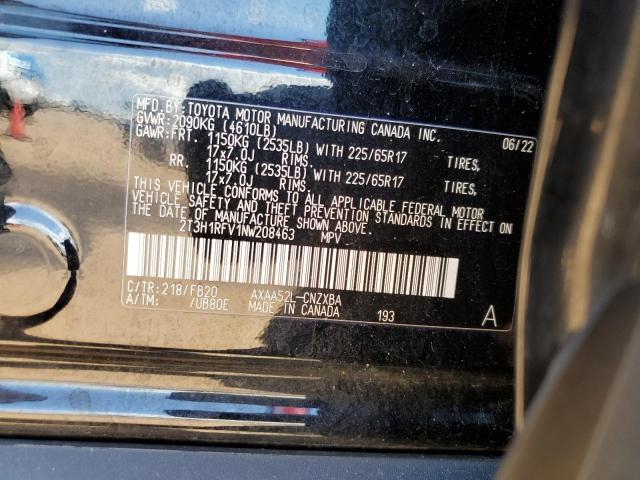 MFD.BY:TOYOTA MOTOR MANUFACTURING CANADA INC. 06/22
GVWR:2090KG (4610LB)
GAWR:FRT. 1150KG (2535LB) WITH 225/65R17 TIRES,
17x7.0J RIMS
RR. 1150KG (2535LB) WITH 225/65R17 TIRES,
17x7.0J RIMS.
THIS VEHICLE CONFORMS TO ALL APPLICABLE FEDERAL MOTOR
VEHICLE SAFETY AND THEFT PREVENTION STANDARDS IN EFFECT ON
THE DATE OF MANUFACTURE SHOWN ABOVE.
2T3H1RFV1NW208463 MPV
C/TR:218/FB20 AXAA52L-CNZXBA
A/TM: /UB80E MADE IN CANADA 193 A